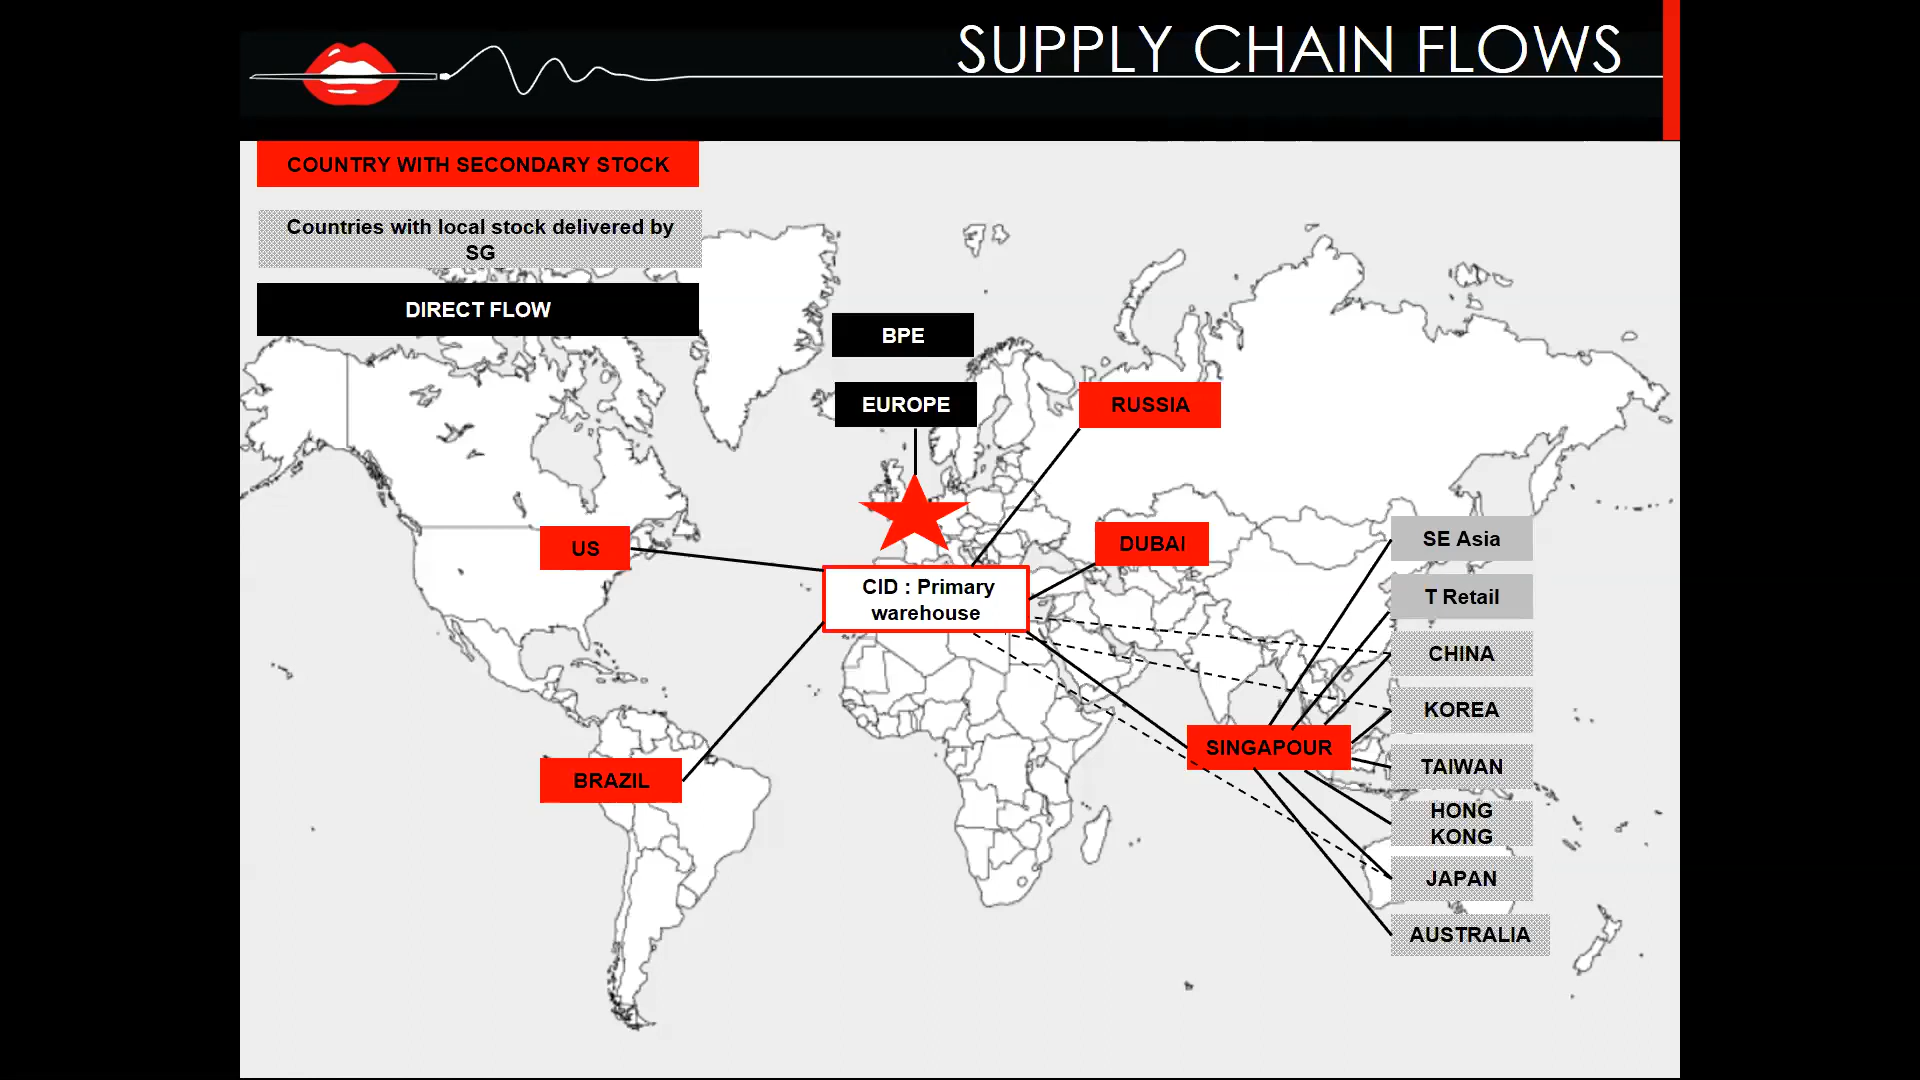 SUPPLY CHAIN FLOWS
COUNTRY WITH SECONDARY STOCK
Countries with local stock delivered by
SG
DIRECT FLOW
BPE
EUROPE
RUSSIA
US
DUBAI
CID : Primary
warehouse
SE Asia
T Retail
CHINA
KOREA
SINGAPOUR
TAIWAN
BRAZIL
HONG
KONG
JAPAN
AUSTRALIA